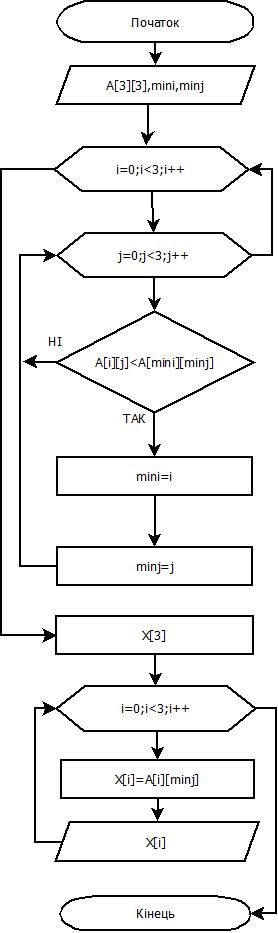 Початок
A[3][3],mini,minj
i=0;i<3;i++
j=0;j<3;j++
A[i][j]<A[mini][minj]
НІ
ТАК
mini=i
minj=j
X[3]
i=0;i<3;i++
X[i]=A[i][minj]
X[i]
Кінець